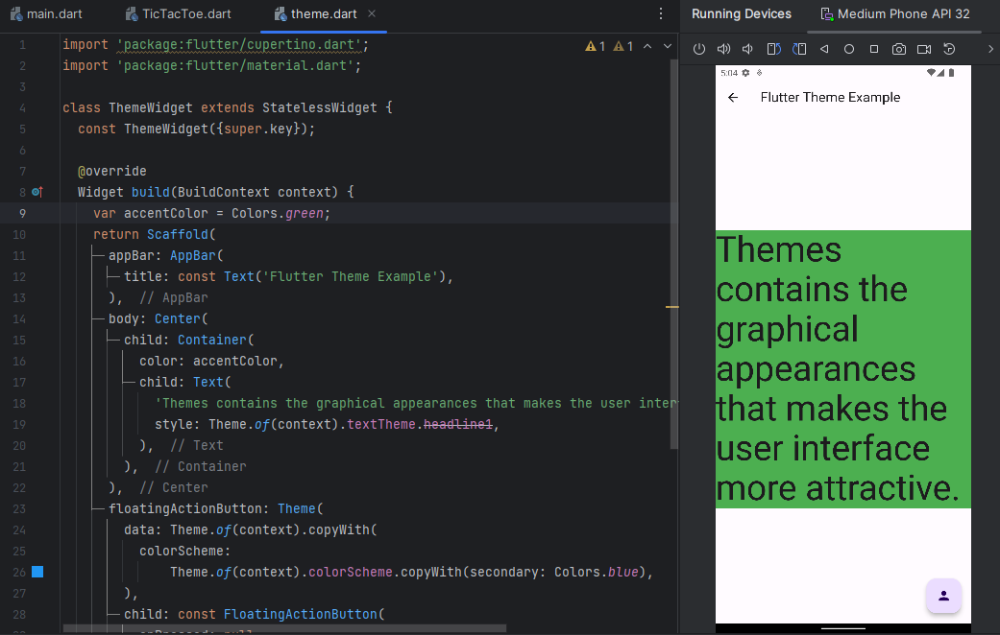 main.dart
TicTacToe.dart
theme.dart
Running Devices
Medium Phone API 32
1 import 'package:flutter/cupertino.dart';
1 1
2 import 'package:flutter/material.dart';
3
4 class ThemeWidget extends StatelessWidget {
5 const ThemeWidget({super.key});
6
7 @override
8 Widget build(BuildContext context) {
9 var accentColor = Colors.green;
10 return Scaffold(
11 appBar: AppBar(
12 title: const Text('Flutter Theme Example'),
13 ), // AppBar
14 body: Center(
15 child: Container(
16 color: accentColor,
17 child: Text(
18 'Themes contains the graphical appearances that makes the user inter
19 style: Theme.of(context).textTheme.headline1,
20 ), // Text
21 ), // Container
22 ), // Center
23 floatingActionButton: Theme(
24 data: Theme.of(context).copyWith(
25 colorScheme:
26 Theme.of(context).colorScheme.copyWith(secondary: Colors.blue),
27 ),
28 child: const FloatingActionButton(
5:04
Flutter Theme Example
Themes
contains the
graphical
appearances
that makes the
user interface
more attractive.